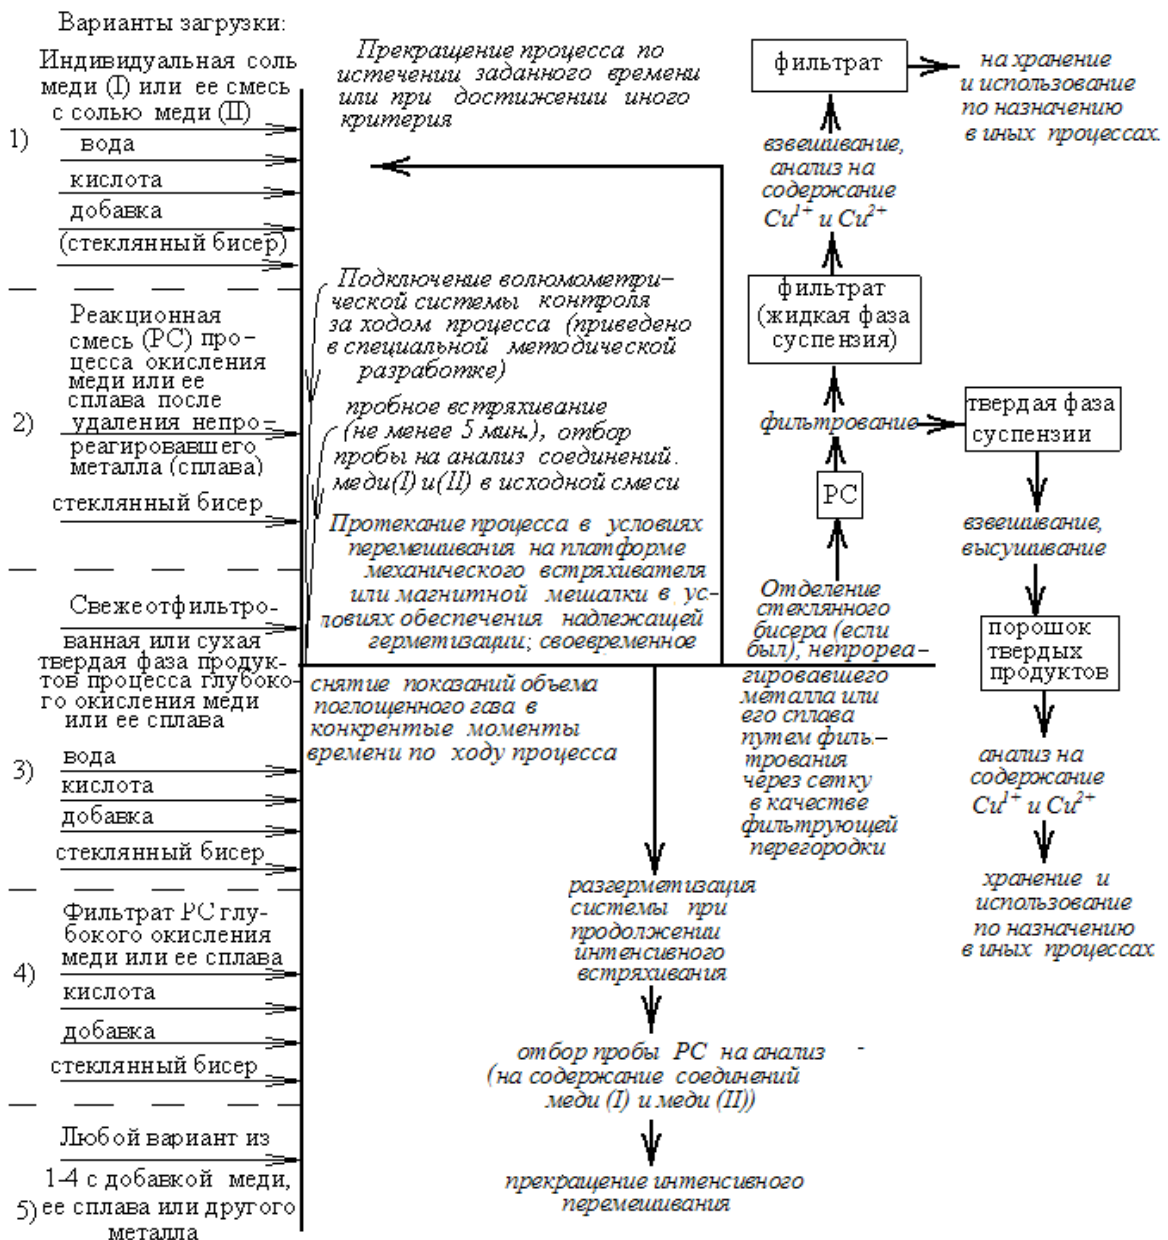 Варианты загрузки:
Индивидуальная соль
меди (I) или ее смесь
с солью меди (II)
1)
вода
кислота
добавка
(стеклянный бисер)
Реакционная
смесь (РС) про-
цесса окисления
меди или ее
сплава после
2)
удаления непро-
реагировавшего
металла (сплава)
стеклянный бисер
Свежеотфильтро-
ванная или сухая
твердая фаза продук-
тов процесса глубоко-
го окисления меди
или ее сплава
3)
вода
кислота
добавка
стеклянный бисер
Фильтрат РС глу-
бокого окисления
меди или ее сплава
4)
кислота
добавка
стеклянный бисер
Любой вариант из
1-4 с добавкой меди,
5) ее сплава или другого
металла
Прекращение процесса по
истечении заданного времени
или при достижении иного
критерия
Подключение волюмометри-
ческой системы контроля
за ходом процесса (приведено
в специальной методической
разработке)
пробное встряхивание
(не менее 5 мин.), отбор
пробы на анализ соединений.
меди(I) и(II) в исходной смеси
Протекание процесса в условиях
перемешивания на платформе
механического встряхивателя
или магнитной мешалки в ус-
ловиях обеспечения надлежащей
герметизации; своевременное
снятие показаний объема
поглощенного газа в
конкретные моменты
времени по ходу процесса
разгерметизация
системы при
продолжении
интенсивного
встряхивания
отбор пробы РС на анализ -
(на содержание соединений
меди (I) и меди (II))
прекращение интенсивного
перемешивания
фильтрат
на хранение
и использование
по назначению
в иных процессах.
взвешивание,
анализ на
содержание
Cu1+ и Cu2+
фильтрат
(жидкая фаза
суспензия)
фильтрование
РС
Отделение
стеклянного
бисера (если
был), непрореа-
гировавшего
металла или
его сплава
путем филь-
трования
через сетку
в качестве
фильтрующей
перегородки
твердая фаза
суспензии
взвешивание,
высушивание
порошок
твердых
продуктов
анализ на
содержание
Cu1+ и Cu2+
хранение и
использование
по назначению
в иных процессах